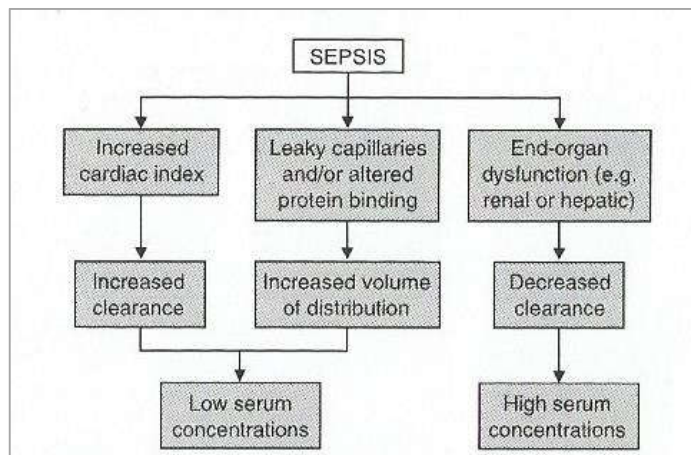 SEPSIS
Increased
cardiac index
Leaky capillaries
and/or altered
protein binding
End-organ
dysfunction (e.g.
renal or hepatic)
Increased
clearance
Increased volume
of distribution
Decreased
clearance
Low serum
concentrations
High serum
concentrations